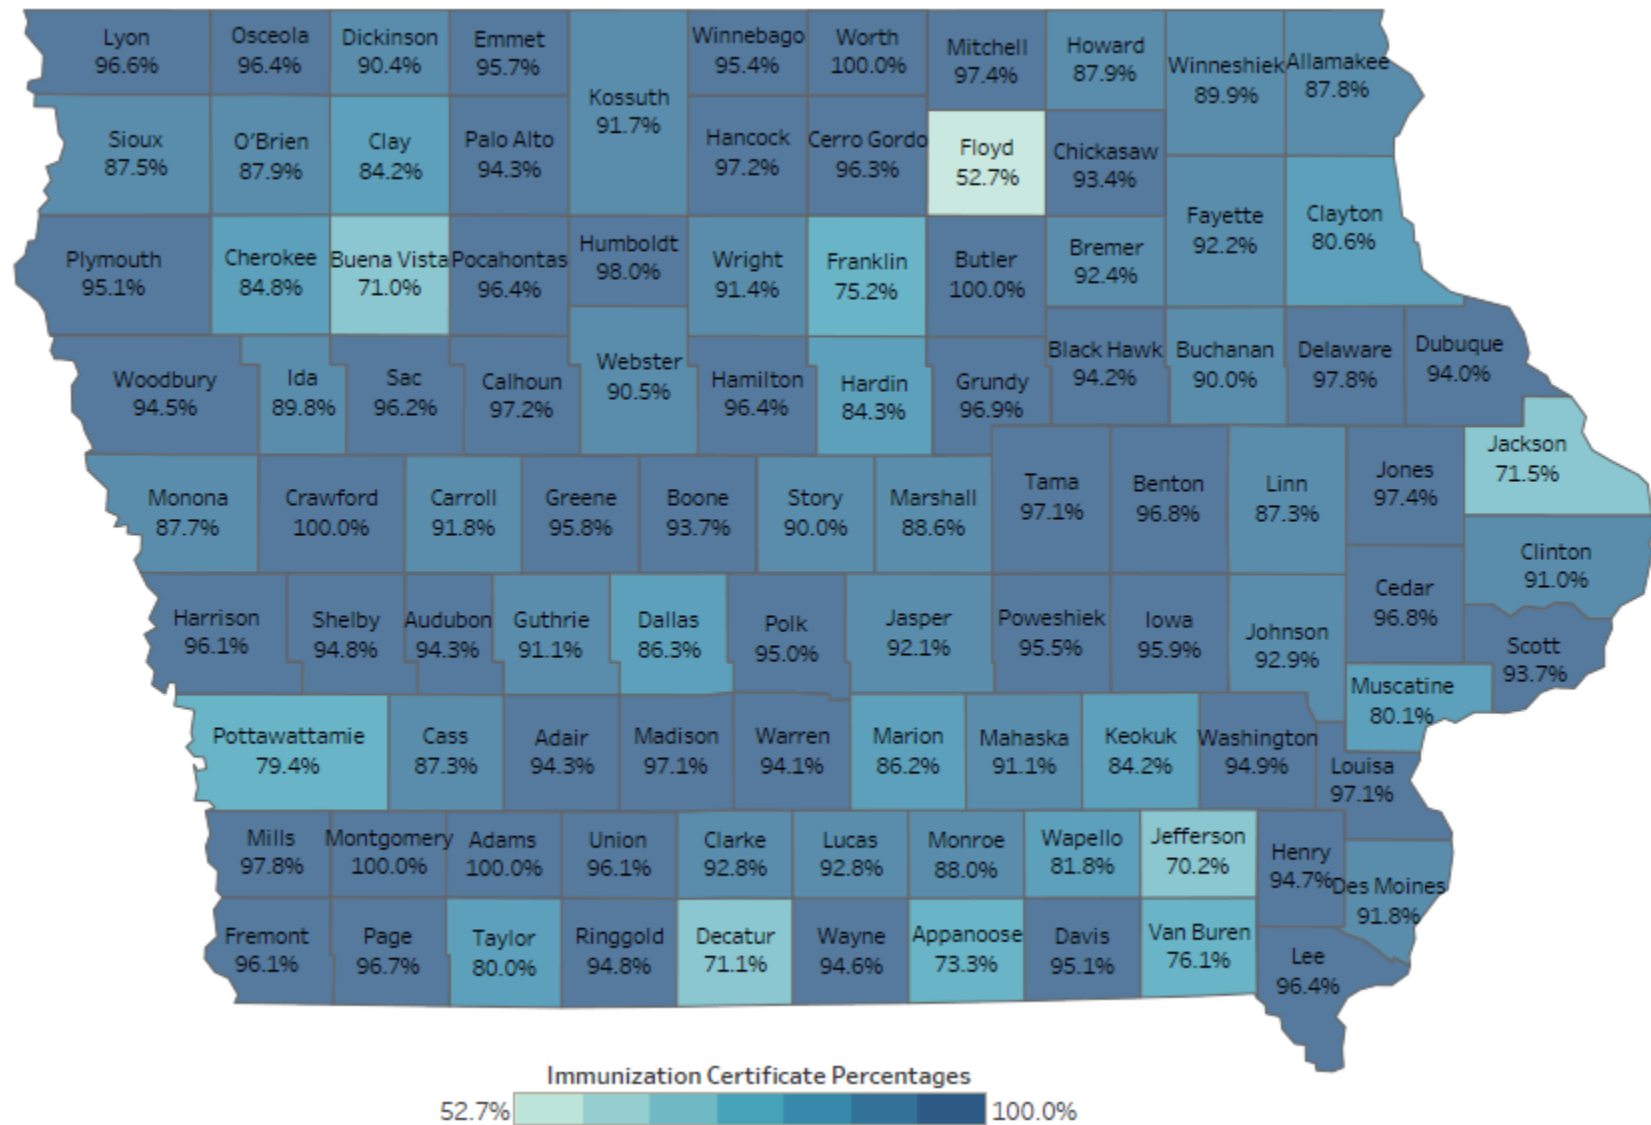 Lyon
96.6%
Osceola
96.4%
Dickinson
90.4%
Emmet
95.7%
Kossuth
91.7%
Winnebago
95.4%
Worth
100.0%
Mitchell
97.4%
Howard
87.9%
Winneshiek
89.9%
Allamakee
87.8%
Sioux
87.5%
O'Brien
87.9%
Clay
84.2%
Palo Alto
94.3%
Hancock
97.2%
Cerro Gordo
96.3%
Floyd
52.7%
Chickasaw
93.4%
Fayette
92.2%
Clayton
80.6%
Plymouth
95.1%
Cherokee
84.8%
Buena Vista
71.0%
Pocahontas
96.4%
Humboldt
98.0%
Wright
91.4%
Franklin
75.2%
Butler
100.0%
Bremer
92.4%
Woodbury
94.5%
Ida
89.8%
Sac
96.2%
Calhoun
97.2%
Webster
90.5%
Hamilton
96.4%
Hardin
84.3%
Grundy
96.9%
Black Hawk
94.2%
Buchanan
90.0%
Delaware
97.8%
Dubuque
94.0%
Monona
87.7%
Crawford
100.0%
Carroll
91.8%
Greene
95.8%
Boone
93.7%
Story
90.0%
Marshall
88.6%
Tama
97.1%
Benton
96.8%
Linn
87.3%
Jones
97.4%
Jackson
71.5%
Clinton
91.0%
Harrison
96.1%
Shelby
94.8%
Audubon
94.3%
Guthrie
91.1%
Dallas
86.3%
Polk
95.0%
Jasper
92.1%
Poweshiek
95.5%
Iowa
95.9%
Johnson
92.9%
Cedar
96.8%
Scott
93.7%
Muscatine
80.1%
Pottawattamie
79.4%
Cass
87.3%
Adair
94.3%
Madison
97.1%
Warren
94.1%
Marion
86.2%
Mahaska
91.1%
Keokuk
84.2%
Washington
94.9%
Louisa
97.1%
Mills
97.8%
Montgomery
100.0%
Adams
100.0%
Union
96.1%
Clarke
92.8%
Lucas
92.8%
Monroe
88.0%
Wapello
81.8%
Jefferson
70.2%
Henry
94.7%
Des Moines
91.8%
Fremont
96.1%
Page
96.7%
Taylor
80.0%
Ringgold
94.8%
Decatur
71.1%
Wayne
94.6%
Appanoose
73.3%
Davis
95.1%
Van Buren
76.1%
Lee
96.4%
Immunization Certificate Percentages
52.7%
100.0%